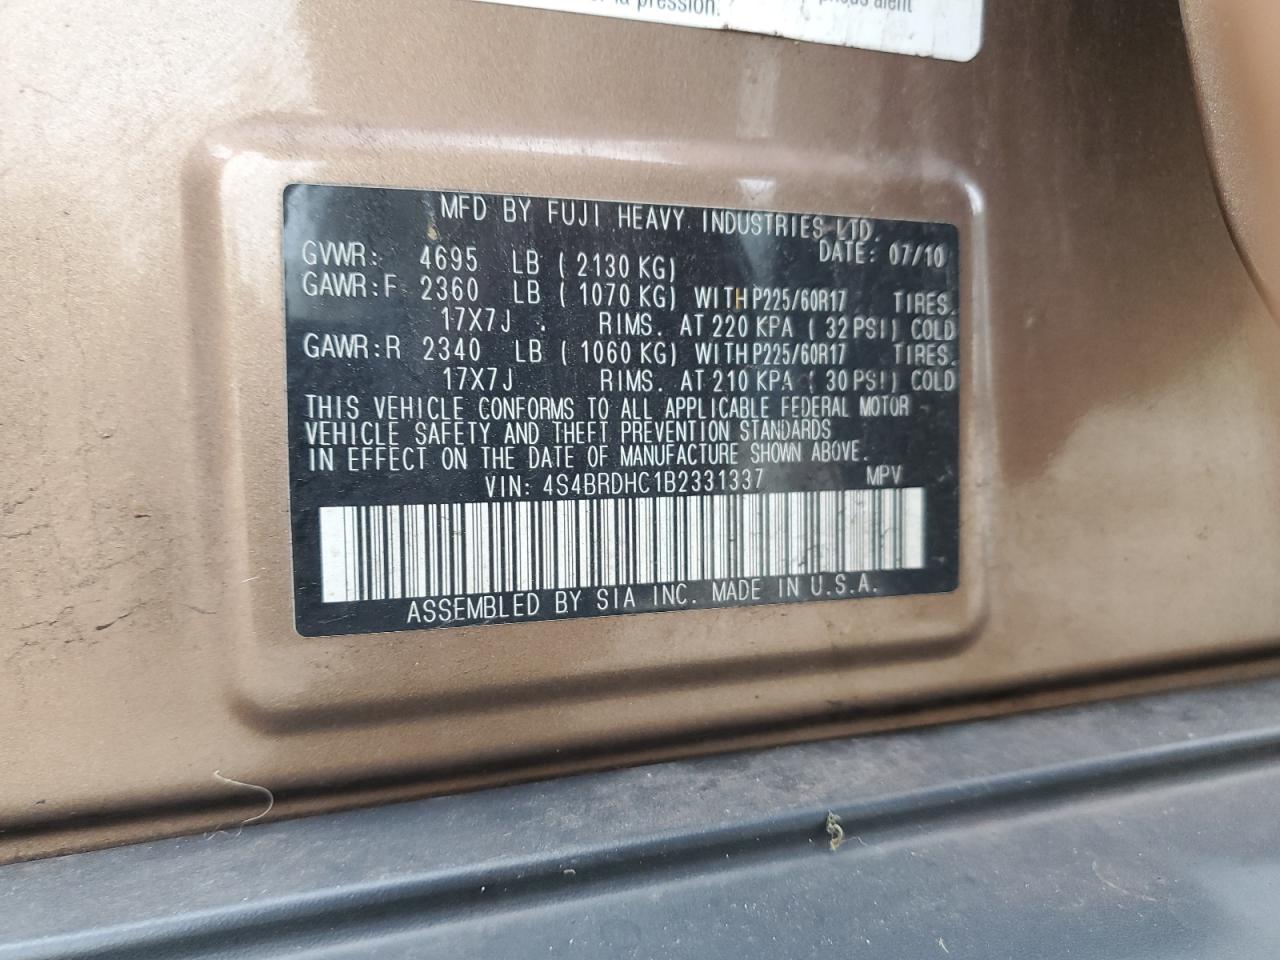 la pression.
pneus aient
MFD BY FUJI HEAVY INDUSTRIES LTD.
DATE: 07/10
GVWR: 4695 LB ( 2130 KG)
GAWR:F 2360 LB ( 1070 KG) WITH P225/60R17 TIRES.
17X7J . RIMS. AT 220 KPA ( 32 PSI) COLD
GAWR:R 2340 LB ( 1060 KG) WITH P225/60R17 TIRES.
17X7J RIMS. AT 210 KPA ( 30 PSI) COLD
THIS VEHICLE CONFORMS TO ALL APPLICABLE FEDERAL MOTOR
VEHICLE SAFETY AND THEFT PREVENTION STANDARDS
IN EFFECT ON THE DATE OF MANUFACTURE SHOWN ABOVE.
VIN: 4S4BRDHC1B2331337 MPV
ASSEMBLED BY SIA INC. MADE IN U.S.A.